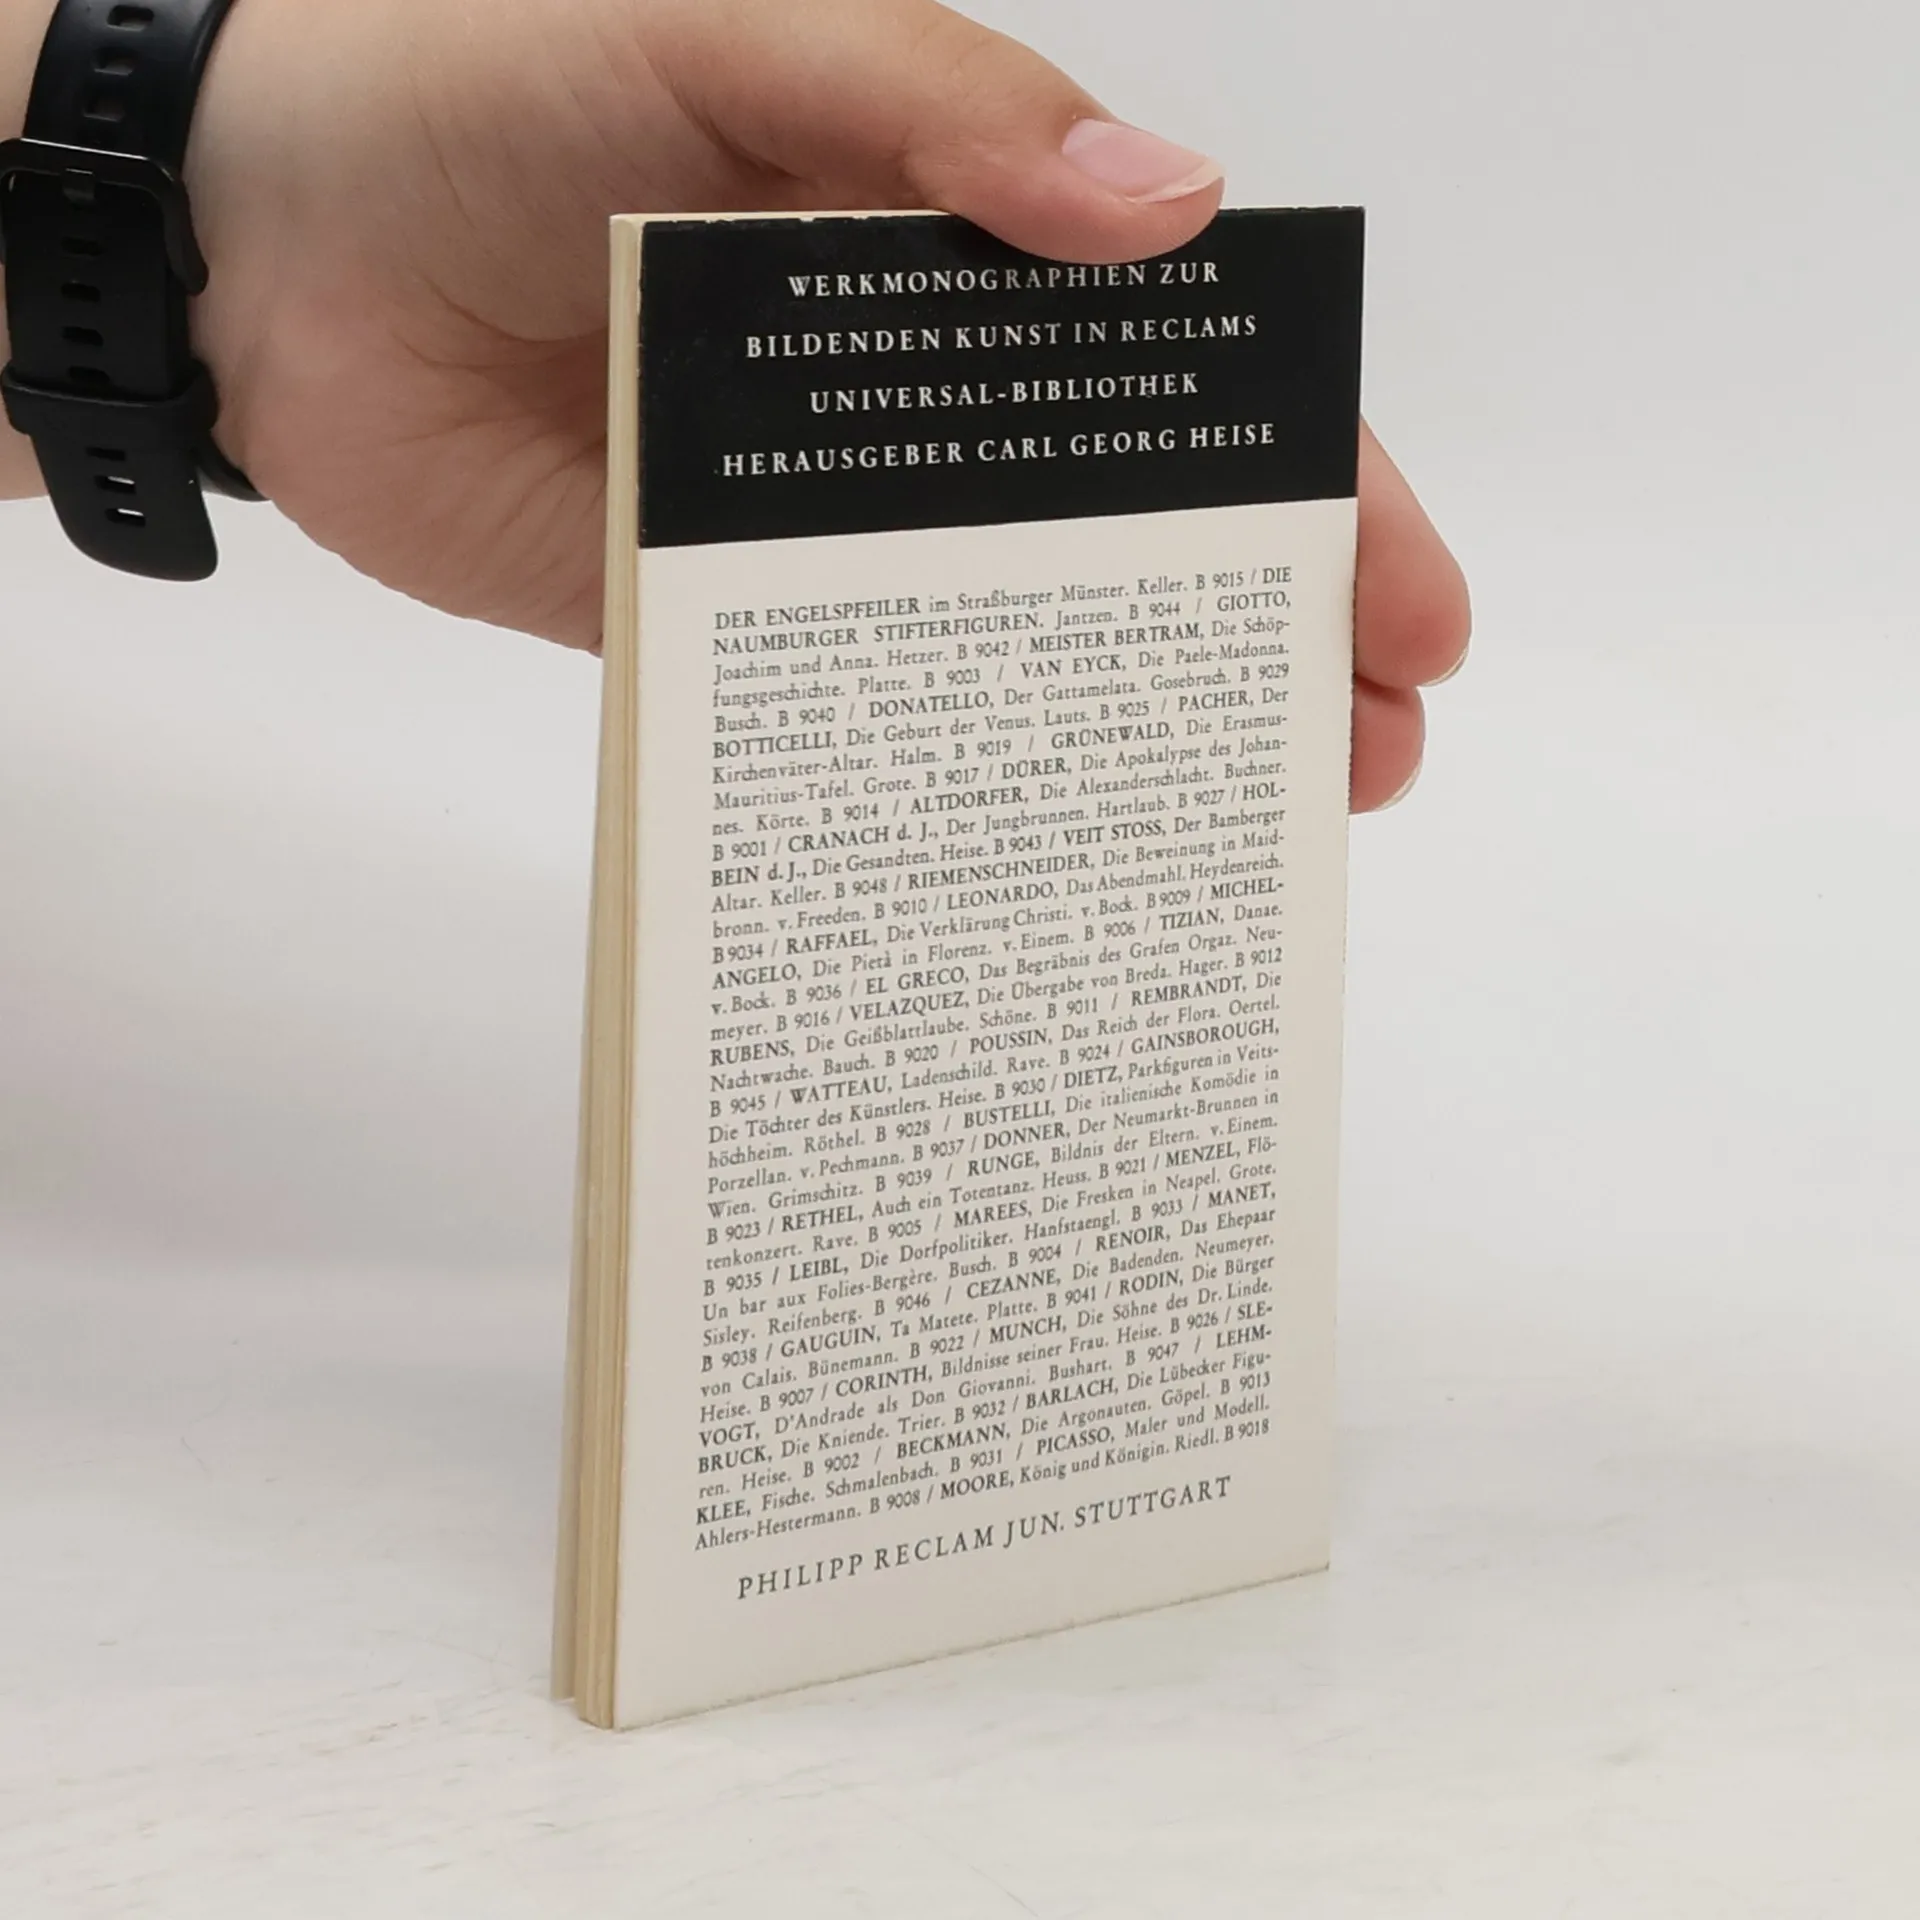 WERKMONOGRAPHIEN ZUR
BILDENDEN KUNST IN RECLAMS
UNIVERSAL-BIBLIOTHEK
HERAUSGEBER CARL GEORG HEISE
DER ENGELSPFEILER im Straßburger Münster. Keller. B 9015 / DIE
NAUMBURGER STIFTERFIGUREN. Jantzen. B 9044 / GIOTTO,
Joachim und Anna. Hetzer. B 9042 / MEISTER BERTRAM, Die Schöp-
fungsgeschichte. Platte. B 9003 / VAN EYCK, Die Paele-Madonna.
Busch. B 9040 / DONATELLO, Der Gattamelata. Gosebruch. B 9029
BOTTICELLI, Die Geburt der Venus. Lauts. B 9025 / PACHER, Der
Kirchenväter-Altar. Halm. B 9019 / GRÜNEWALD, Die Erasmus-
Mauritius-Tafel. Grote. B 9017 / DÜRER, Die Apokalypse des Johan-
nes. Körte. B 9014 / ALTDORFER, Die Alexanderschlacht. Buchner.
B 9001 / CRANACH d. J., Der Jungbrunnen. Hartlaub. B 9027 / HOL-
BEIN d. J., Die Gesandten. Heise. B 9043 / VEIT STOSS, Der Bamberger
Altar. Keller. B 9048 / RIEMENSCHNEIDER, Die Beweinung in Maid-
bronn. v. Freeden. B 9010 / LEONARDO, Das Abendmahl. Heydenreich.
B 9034 / RAFFAEL, Die Verklärung Christi. v. Bock. B 9009 / MICHEL-
ANGELO, Die Pietà in Florenz. v. Einem. B 9006 / TIZIAN, Danae.
v. Bock. B 9036 / EL GRECO, Das Begräbnis des Grafen Orgaz. Neu-
meyer. B 9016 / VELAZQUEZ, Die Übergabe von Breda. Hager. B 9012
RUBENS, Die Geißblattlaube. Schöne. B 9011 / REMBRANDT, Die
Nachtwache. Bauch. B 9020 / POUSSIN, Das Reich der Flora. Oertel.
B 9045 / WATTEAU, Ladenschild. Rave. B 9024 / GAINSBOROUGH,
Die Töchter des Künstlers. Heise. B 9030 / DIETZ, Parkfiguren in Veits-
höchheim. Röthel. B 9028 / BUSTELLI, Die italienische Komödie in
Porzellan. v. Pechmann. B 9037 / DONNER, Der Neumarkt-Brunnen in
Wien. Grimschitz. B 9039 / RUNGE, Bildnis der Eltern. v. Einem.
B 9023 / RETHEL, Auch ein Totentanz. Heuss. B 9021 / MENZEL, Flö-
tenkonzert. Rave. B 9005 / MAREES, Die Fresken in Neapel. Grote.
B 9035 / LEIBL, Die Dorfpolitiker. Hanfstaengl. B 9033 / MANET,
Un bar aux Folies-Bergère. Busch. B 9004 / RENOIR, Das Ehepaar
Sisley. Reifenberg. B 9046 / CEZANNE, Die Badenden. Neumeyer.
B 9038 / GAUGUIN, Ta Matete. Platte. B 9041 / RODIN, Die Bürger
von Calais. Bünemann. B 9022 / MUNCH, Die Söhne des Dr. Linde.
Heise. B 9007 / CORINTH, Bildnisse seiner Frau. Heise. B 9026 / SLE-
VOGT, D'Andrade als Don Giovanni. Bushart. B 9047 / LEHM-
BRUCK, Die Kniende. Trier. B 9032 / BARLACH, Die Lübecker Figu-
ren. Heise. B 9002 / BECKMANN, Die Argonauten. Göpel. B 9013
KLEE, Fische. Schmalenbach. B 9031 / PICASSO, Maler und Modell.
Ahlers-Hestermann. B 9008 / MOORE, König und Königin. Riedl. B 9018
PHILIPP RECLAM JUN. STUTTGART